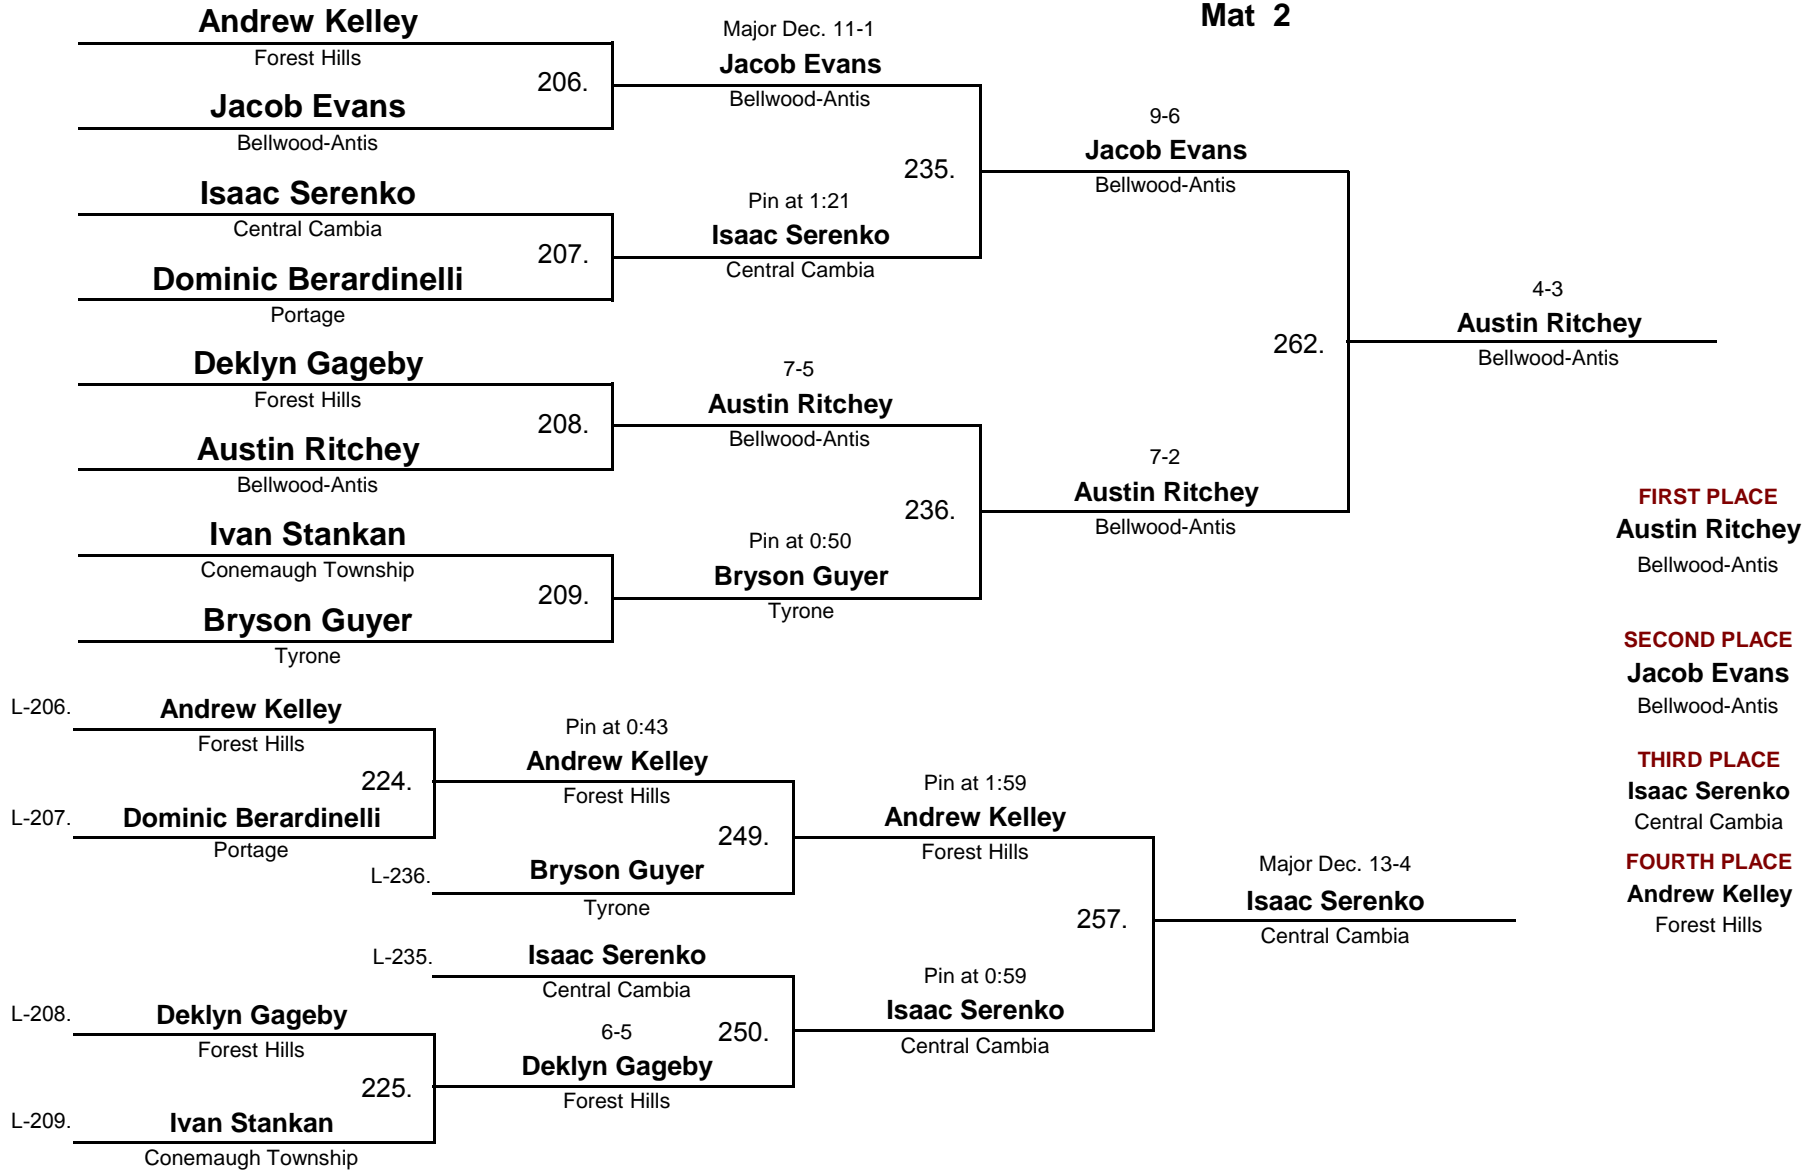 Mat 2
Andrew Kelley
Forest Hills
206.
Jacob Evans
Bellwood-Antis
Isaac Serenko
Central Cambia
207.
Dominic Berardinelli
Portage
Deklyn Gageby
Forest Hills
208.
Austin Ritchey
Bellwood-Antis
Ivan Stankan
Conemaugh Township
209.
Bryson Guyer
Tyrone
Major Dec. 11-1
Jacob Evans
Bellwood-Antis
235.
Pin at 1:21
Isaac Serenko
Central Cambia
7-5
Austin Ritchey
Bellwood-Antis
236.
Pin at 0:50
Bryson Guyer
Tyrone
9-6
Jacob Evans
Bellwood-Antis
262.
7-2
Austin Ritchey
Bellwood-Antis
4-3
Austin Ritchey
Bellwood-Antis
FIRST PLACE
Austin Ritchey
Bellwood-Antis
SECOND PLACE
Jacob Evans
Bellwood-Antis
THIRD PLACE
Isaac Serenko
Central Cambia
FOURTH PLACE
Andrew Kelley
Forest Hills
L-206.
Andrew Kelley
Forest Hills
224.
L-207.
Dominic Berardinelli
Portage
Pin at 0:43
Andrew Kelley
Forest Hills
249.
L-236.
Bryson Guyer
Tyrone
L-235.
Isaac Serenko
Central Cambia
250.
L-208.
Deklyn Gageby
Forest Hills
225.
L-209.
Ivan Stankan
Conemaugh Township
6-5
Deklyn Gageby
Forest Hills
Pin at 1:59
Andrew Kelley
Forest Hills
257.
Pin at 0:59
Isaac Serenko
Central Cambia
Major Dec. 13-4
Isaac Serenko
Central Cambia